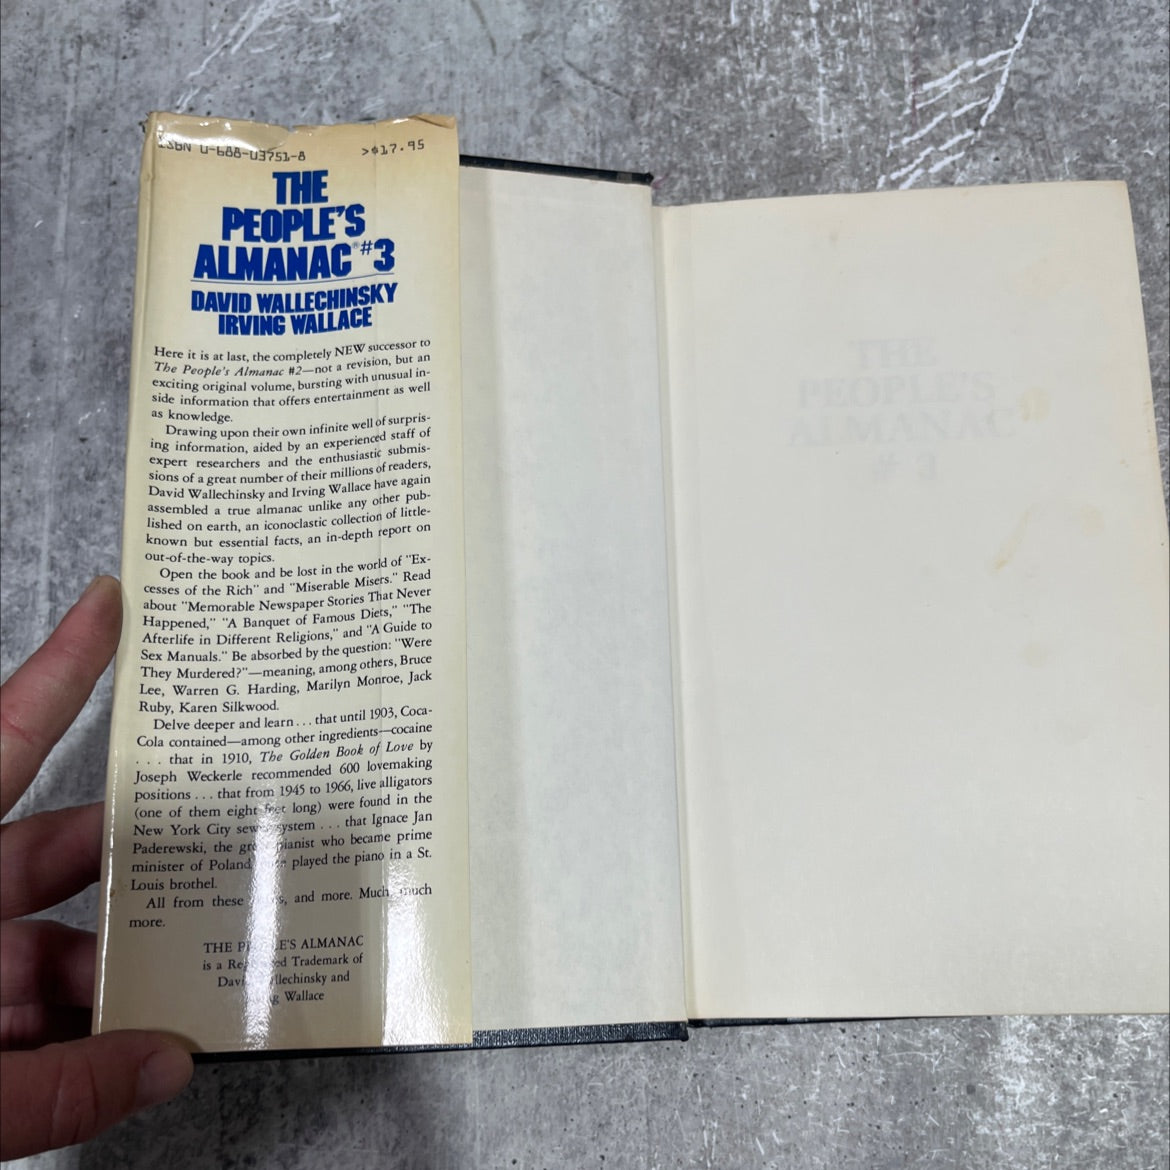 ISBN 0-688-03751-8 >$17.95
THE
PEOPLE'S
ALMANAC®#3
DAVID WALLECHINSKY
IRVING WALLACE
Here it is at last, the completely NEW successor to
The People's Almanac #2—not a revision, but an
exciting original volume, bursting with unusual in-
side information that offers entertainment as well
as knowledge.
Drawing upon their own infinite well of surpris-
ing information, aided by an experienced staff of
expert researchers and the enthusiastic submis-
sions of a great number of their millions of readers,
David Wallechinsky and Irving Wallace have again
assembled a true almanac unlike any other pub-
lished on earth, an iconoclastic collection of little-
known but essential facts, an in-depth report on
out-of-the-way topics.
Open the book and be lost in the world of "Ex-
cesses of the Rich" and "Miserable Misers." Read
about "Memorable Newspaper Stories That Never
Happened," "A Banquet of Famous Diets," "The
Afterlife in Different Religions," and "A Guide to
Sex Manuals." Be absorbed by the question: "Were
They Murdered?"—meaning, among others, Bruce
Lee, Warren G. Harding, Marilyn Monroe, Jack
Ruby, Karen Silkwood.
Delve deeper and learn . . . that until 1903, Coca-
Cola contained—among other ingredients—cocaine
. . . that in 1910, The Golden Book of Love by
Joseph Weckerle recommended 600 lovemaking
positions . . . that from 1945 to 1966, live alligators
(one of them eight feet long) were found in the
New York City sewer system . . . that Ignace Jan
Paderewski, the great pianist who became prime
minister of Poland, played the piano in a St.
Louis brothel.
All from these and more. Much, much
more.
THE PEOPLE'S ALMANAC
is a Registered Trademark of
David Wallechinsky and
Irving Wallace
THE
PEOPLE'S
ALMANAC®
#3